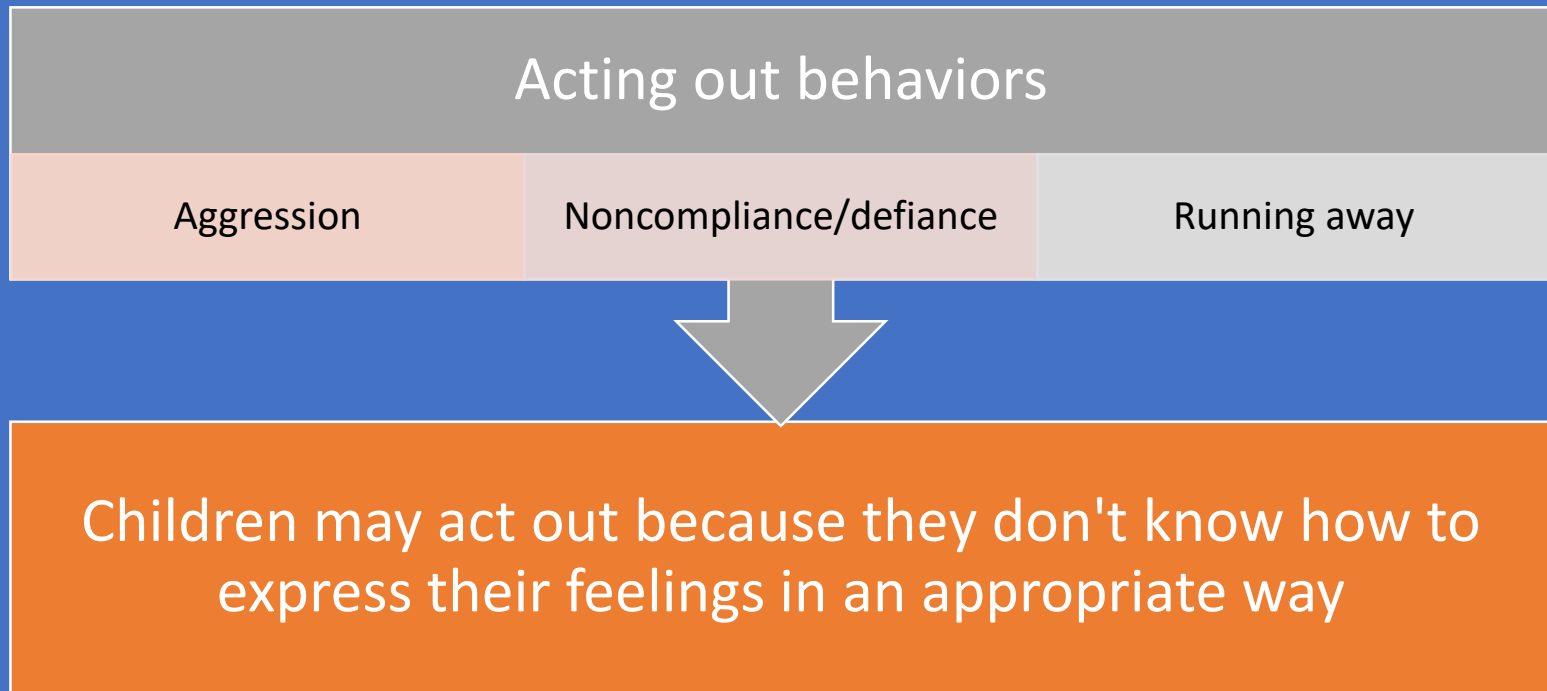 Acting out behaviors
Aggression
Noncompliance/defiance
Running away
Children may act out because they don't know how to
express their feelings in an appropriate way